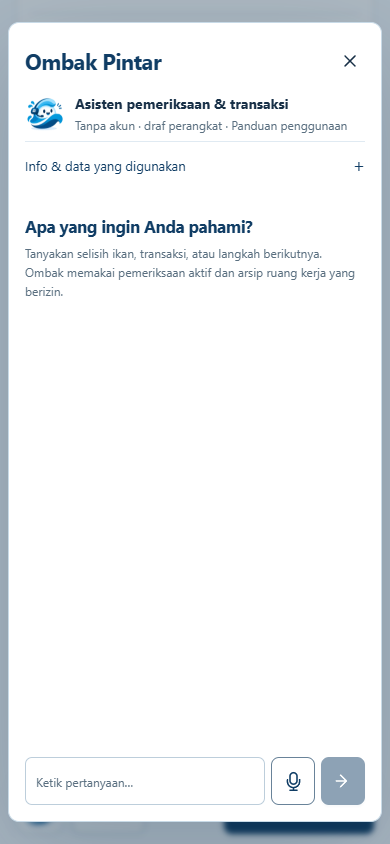 Ombak Pintar
Asisten pemeriksaan & transaksi
Tanpa akun · draf perangkat · Panduan penggunaan
Info & data yang digunakan +
Apa yang ingin Anda pahami?
Tanyakan selisih ikan, transaksi, atau langkah berikutnya.
Ombak memakai pemeriksaan aktif dan arsip ruang kerja yang
berizin.
Ketik pertanyaan...